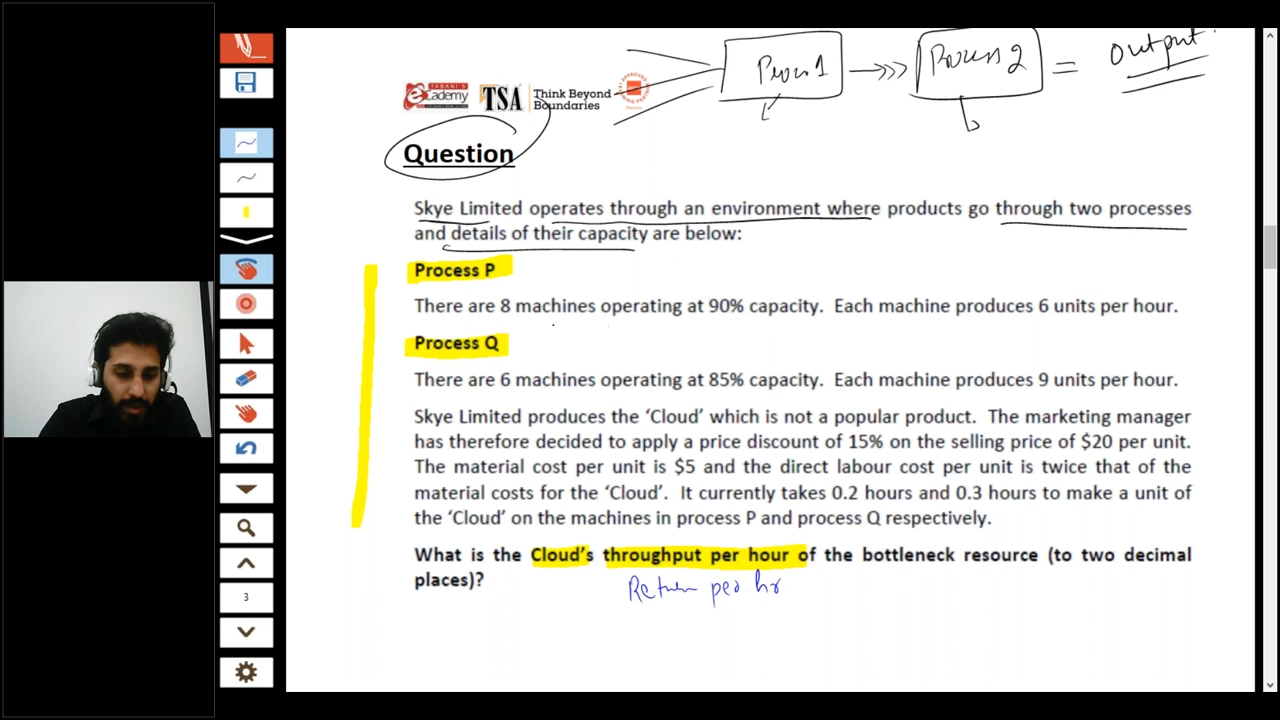 Process 1
Process 2
= output
TABANI'S
eCademy
TSA
Think Beyond
Boundaries
Question
Skye Limited operates through an environment where products go through two processes
and details of their capacity are below:
Process P
There are 8 machines operating at 90% capacity. Each machine produces 6 units per hour.
Process Q
There are 6 machines operating at 85% capacity. Each machine produces 9 units per hour.
Skye Limited produces the ‘Cloud’ which is not a popular product. The marketing manager
has therefore decided to apply a price discount of 15% on the selling price of $20 per unit.
The material cost per unit is $5 and the direct labour cost per unit is twice that of the
material costs for the ‘Cloud’. It currently takes 0.2 hours and 0.3 hours to make a unit of
the ‘Cloud’ on the machines in process P and process Q respectively.
What is the Cloud’s throughput per hour of the bottleneck resource (to two decimal
places)?
Return per hr
3